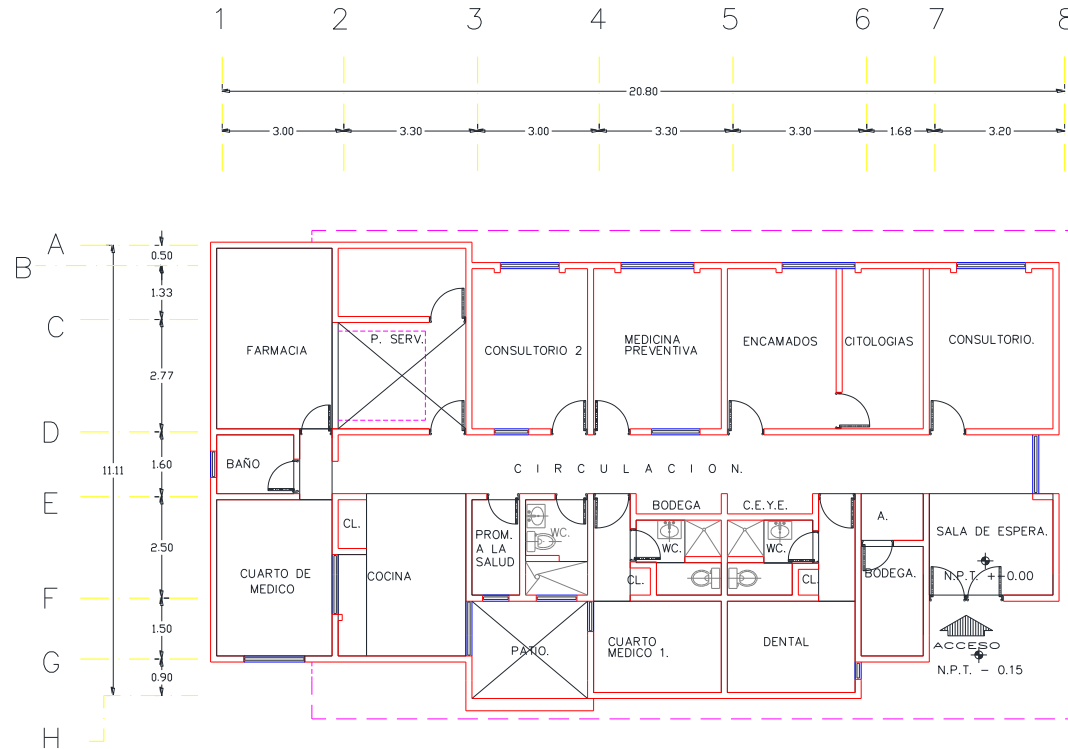 1 2 3 4 5 6 7 8
20.80
3.00 3.30 3.00 3.30 3.30 1.68 3.20
A
B
C
D
E
F
G
H
0.50
1.33
2.77
1.60
2.50
1.50
0.90
11.11
FARMACIA
P. SERV.
CONSULTORIO 2
MEDICINA
PREVENTIVA
ENCAMADOS
CITOLOGIAS
CONSULTORIO.
BAÑO
CIRCULACION.
CL.
COCINA
CUARTO DE
MEDICO
PROM.
A LA
SALUD
WC.
BODEGA
C.E.Y.E.
WC.
WC.
CL.
CL.
A.
BODEGA.
SALA DE ESPERA.
N.P.T. +-0.00
PATIO.
CUARTO
MEDICO 1.
DENTAL
ACCESO
N.P.T. - 0.15